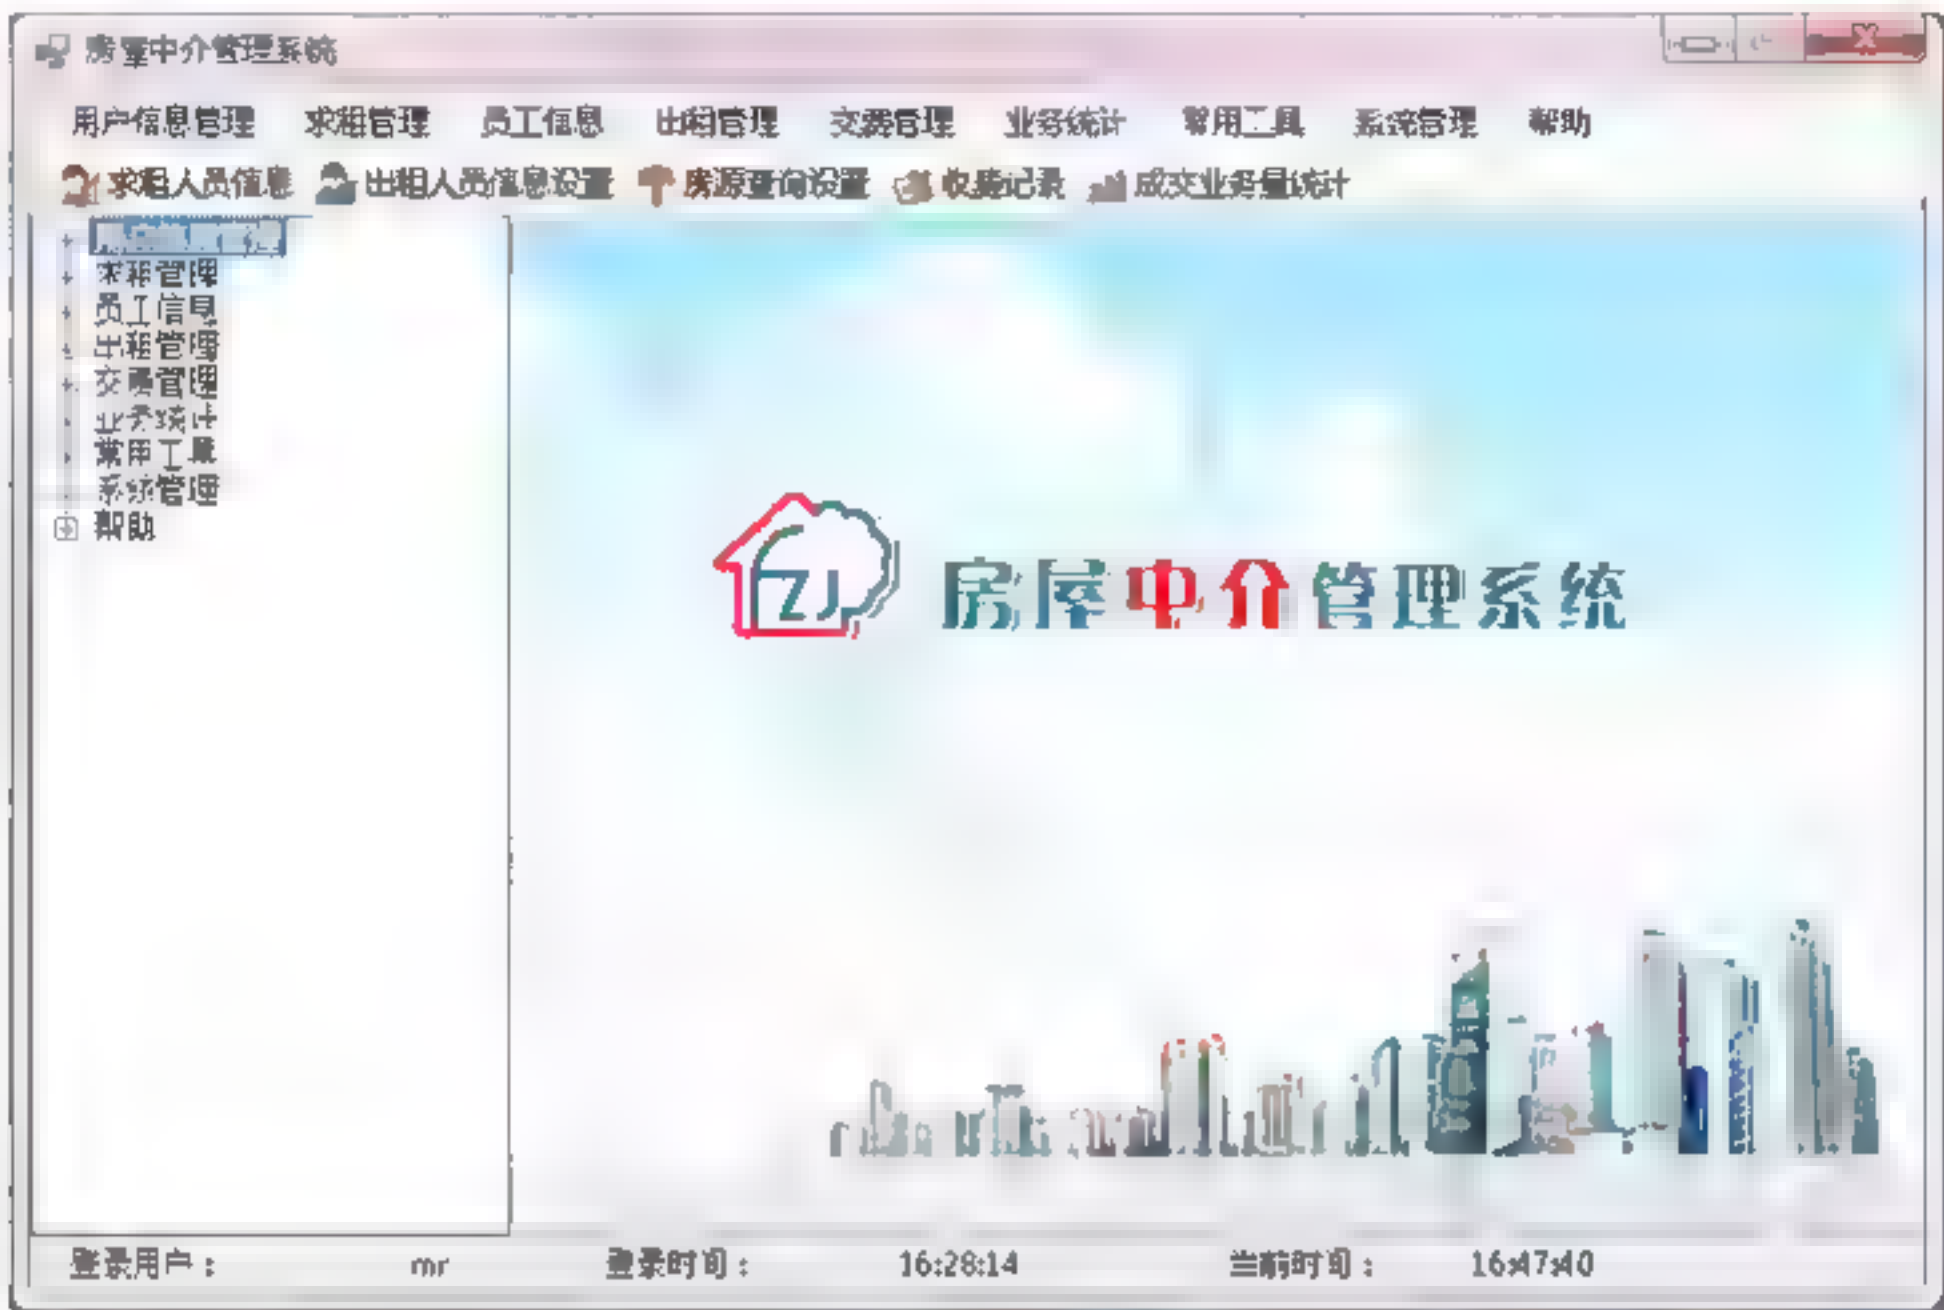 房屋中介管理系统
用户信息管理 求租管理 员工信息 出租管理 交费管理 业务统计 常用工具 系统管理 帮助
求租人员信息 出租人员信息设置 房源查询设置 收费记录 成交业务量统计
求租管理
员工信息
出租管理
交费管理
业务统计
常用工具
系统管理
帮助
ZJ 房屋中介管理系统
登录用户： mr 登录时间： 16:28:14 当前时间： 16:47:40